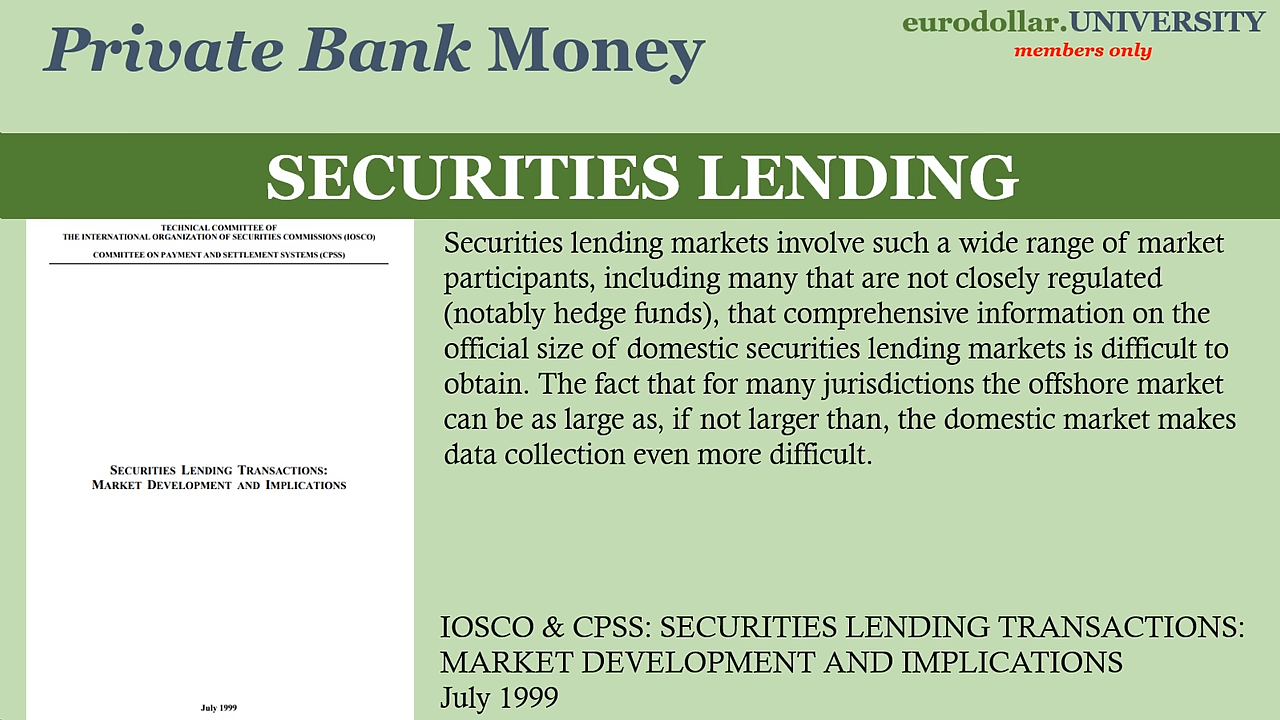 Private Bank Money
eurodollar.UNIVERSITY
members only
SECURITIES LENDING
TECHNICAL COMMITTEE OF
THE INTERNATIONAL ORGANIZATION OF SECURITIES COMMISSIONS (IOSCO)
COMMITTEE ON PAYMENT AND SETTLEMENT SYSTEMS (CPSS)
SECURITIES LENDING TRANSACTIONS:
MARKET DEVELOPMENT AND IMPLICATIONS
July 1999
Securities lending markets involve such a wide range of market
participants, including many that are not closely regulated
(notably hedge funds), that comprehensive information on the
official size of domestic securities lending markets is difficult to
obtain. The fact that for many jurisdictions the offshore market
can be as large as, if not larger than, the domestic market makes
data collection even more difficult.
IOSCO & CPSS: SECURITIES LENDING TRANSACTIONS:
MARKET DEVELOPMENT AND IMPLICATIONS
July 1999